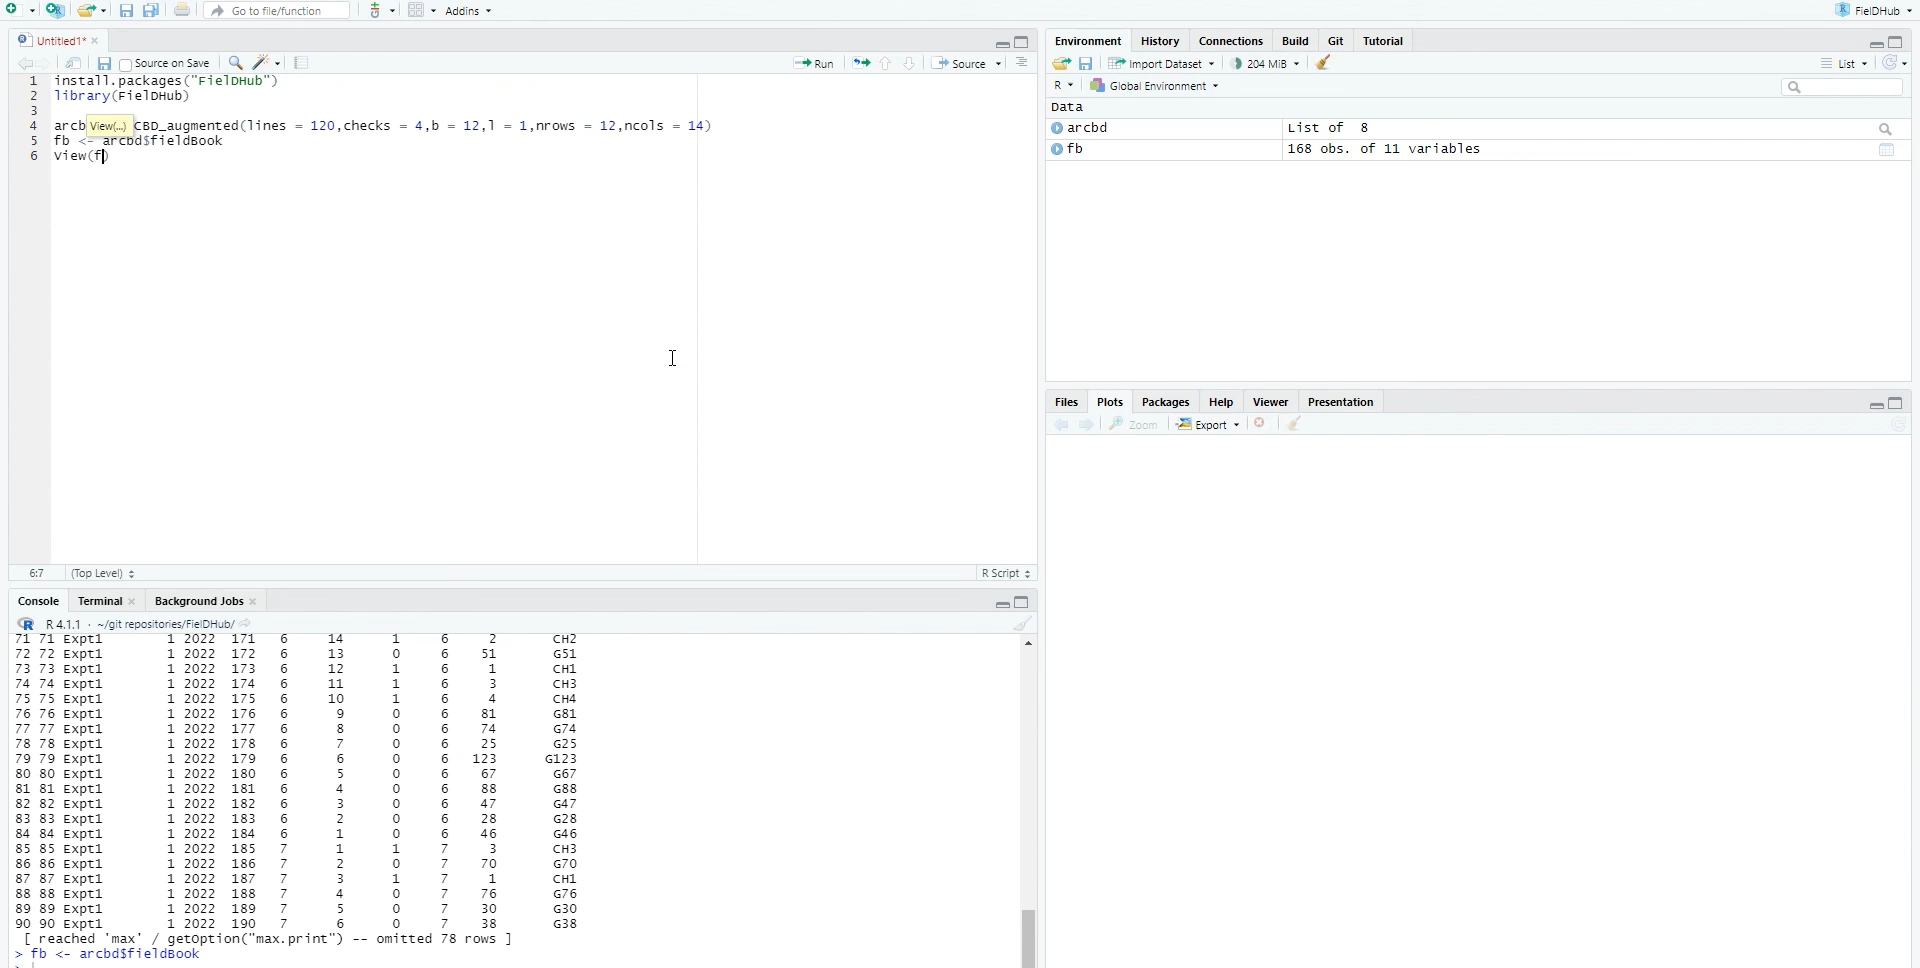 Go to file/function
Addins
FielDHub
Untitled1*
Source on Save
Run
Source
1 install.packages("FielDHub")
2 library(FielDHub)
3
4 arcb View(...) CBD_augmented(lines = 120,checks = 4,b = 12,l = 1,nrows = 12,ncols = 14)
5 fb <- arcbd$fieldBook
6 View(f)
6:7 (Top Level) R Script
Console Terminal Background Jobs
R 4.1.1 · ~/git repositories/FielDHub/
71 71 Expt1 1 2022 171 6 14 1 6 2 CH2
72 72 Expt1 1 2022 172 6 13 0 6 51 G51
73 73 Expt1 1 2022 173 6 12 1 6 1 CH1
74 74 Expt1 1 2022 174 6 11 1 6 3 CH3
75 75 Expt1 1 2022 175 6 10 1 6 4 CH4
76 76 Expt1 1 2022 176 6 9 0 6 81 G81
77 77 Expt1 1 2022 177 6 8 0 6 74 G74
78 78 Expt1 1 2022 178 6 7 0 6 25 G25
79 79 Expt1 1 2022 179 6 6 0 6 123 G123
80 80 Expt1 1 2022 180 6 5 0 6 67 G67
81 81 Expt1 1 2022 181 6 4 0 6 88 G88
82 82 Expt1 1 2022 182 6 3 0 6 47 G47
83 83 Expt1 1 2022 183 6 2 0 6 28 G28
84 84 Expt1 1 2022 184 6 1 0 6 46 G46
85 85 Expt1 1 2022 185 7 1 1 7 3 CH3
86 86 Expt1 1 2022 186 7 2 0 7 70 G70
87 87 Expt1 1 2022 187 7 3 1 7 1 CH1
88 88 Expt1 1 2022 188 7 4 0 7 76 G76
89 89 Expt1 1 2022 189 7 5 0 7 30 G30
90 90 Expt1 1 2022 190 7 6 0 7 38 G38
[ reached 'max' / getOption("max.print") -- omitted 78 rows ]
> fb <- arcbd$fieldBook
>
Environment History Connections Build Git Tutorial
Import Dataset 204 MiB List
R Global Environment
Data
arcbd List of 8
fb 168 obs. of 11 variables
Files Plots Packages Help Viewer Presentation
Zoom Export